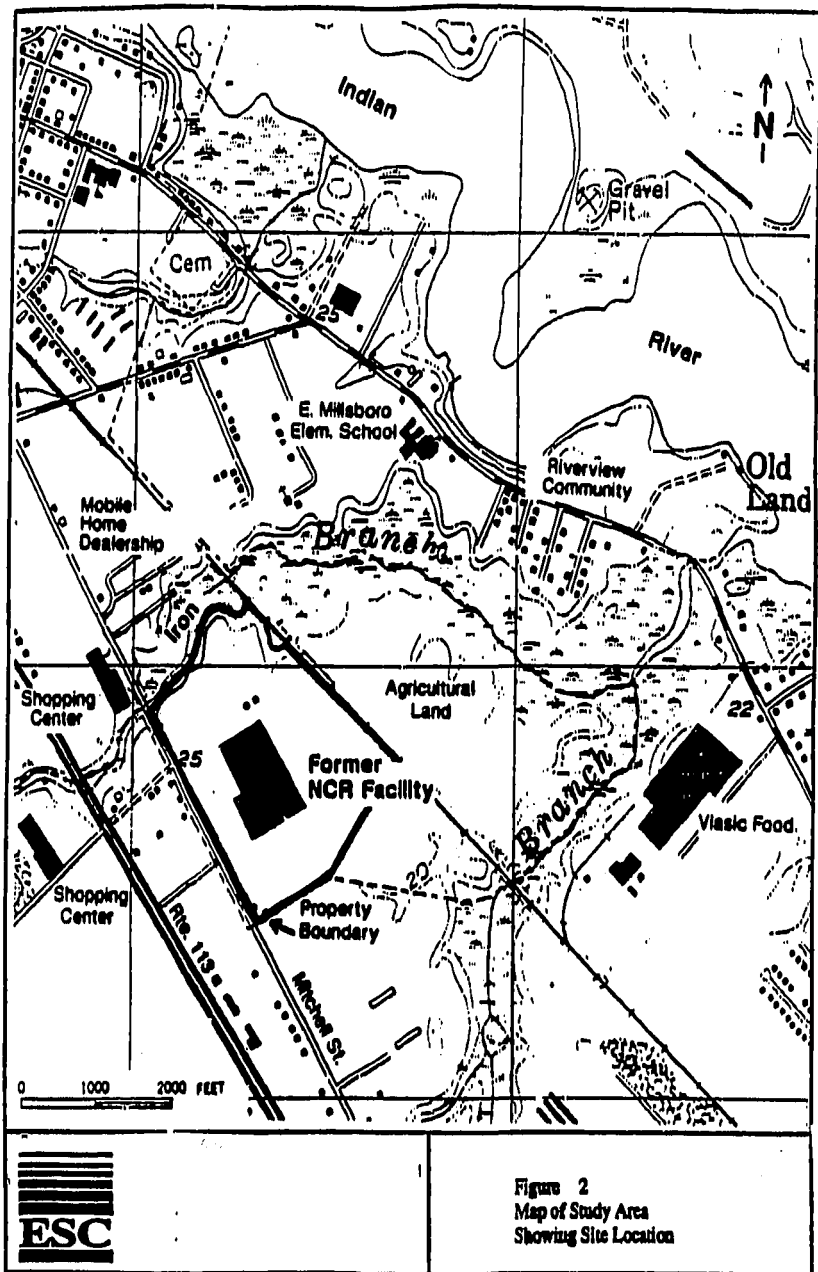 Indian
N
Gravel
Pit
Cem
25
River
E. Millsboro
Elem. School
Riverview
Community
Old
Land
Mobile
Home
Dealership
Branch
Iron
Shopping
Center
Agricultural
Land
22
25
Former
NCR Facility
Branch
Vlasic Food.
Shopping
Center
Property
Boundary
Rte. 113
Mitchell St.
0 1000 2000 FEET
ESC
Figure 2
Map of Study Area
Showing Site Location